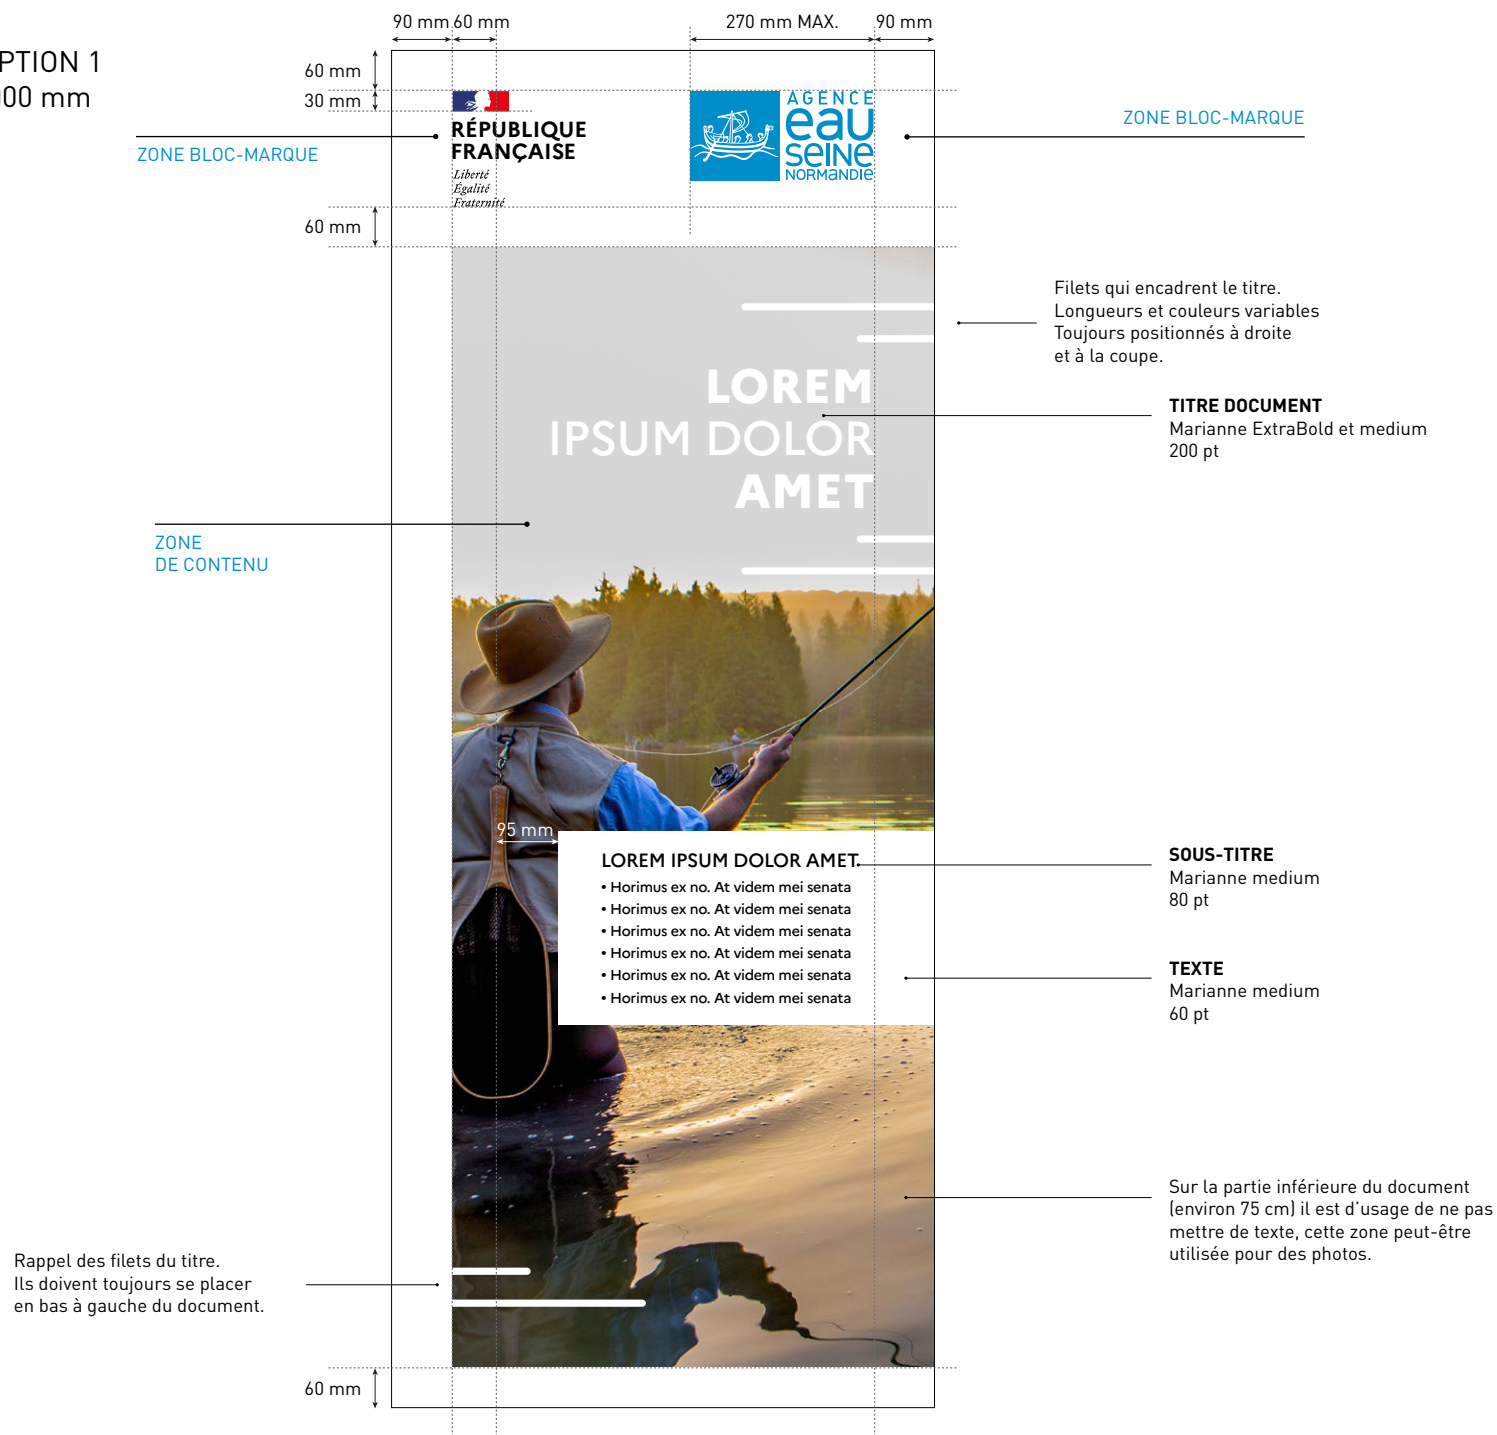 90 mm 60 mm 270 mm MAX. 90 mm
PTION 1
00 mm
60 mm
30 mm
ZONE BLOC-MARQUE
RÉPUBLIQUE
FRANÇAISE
Liberté
Égalité
Fraternité
AGENCE
eau
SEINE
NORMANDIE
ZONE BLOC-MARQUE
60 mm
Filets qui encadrent le titre.
Longueurs et couleurs variables
Toujours positionnés à droite
et à la coupe.
LOREM
IPSUM DOLOR
AMET
TITRE DOCUMENT
Marianne ExtraBold et medium
200 pt
ZONE
DE CONTENU
95 mm
LOREM IPSUM DOLOR AMET
• Horimus ex no. At videm mei senata
• Horimus ex no. At videm mei senata
• Horimus ex no. At videm mei senata
• Horimus ex no. At videm mei senata
• Horimus ex no. At videm mei senata
• Horimus ex no. At videm mei senata
SOUS-TITRE
Marianne medium
80 pt
TEXTE
Marianne medium
60 pt
Sur la partie inférieure du document
(environ 75 cm) il est d'usage de ne pas
mettre de texte, cette zone peut-être
utilisée pour des photos.
Rappel des filets du titre.
Ils doivent toujours se placer
en bas à gauche du document.
60 mm